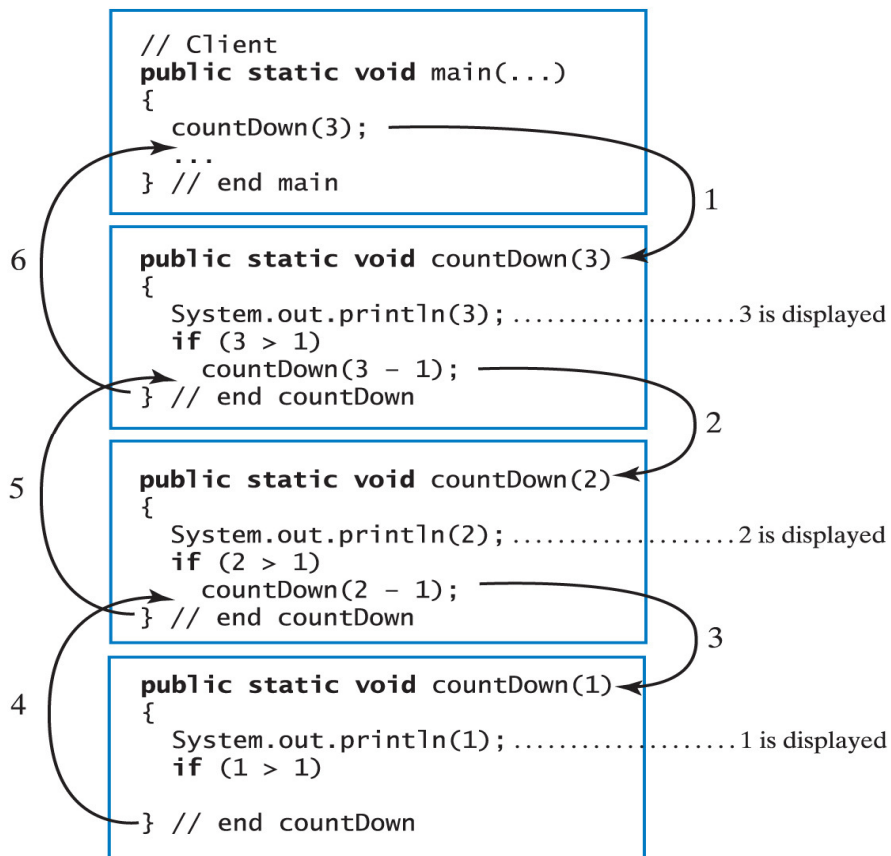 // Client
public static void main(...)
{
countDown(3);
...
} // end main
1
6
public static void countDown(3)
{
System.out.println(3); ..................... 3 is displayed
if (3 > 1)
countDown(3 – 1);
} // end countDown
2
5
public static void countDown(2)
{
System.out.println(2); ..................... 2 is displayed
if (2 > 1)
countDown(2 – 1);
} // end countDown
3
4
public static void countDown(1)
{
System.out.println(1); ..................... 1 is displayed
if (1 > 1)
} // end countDown